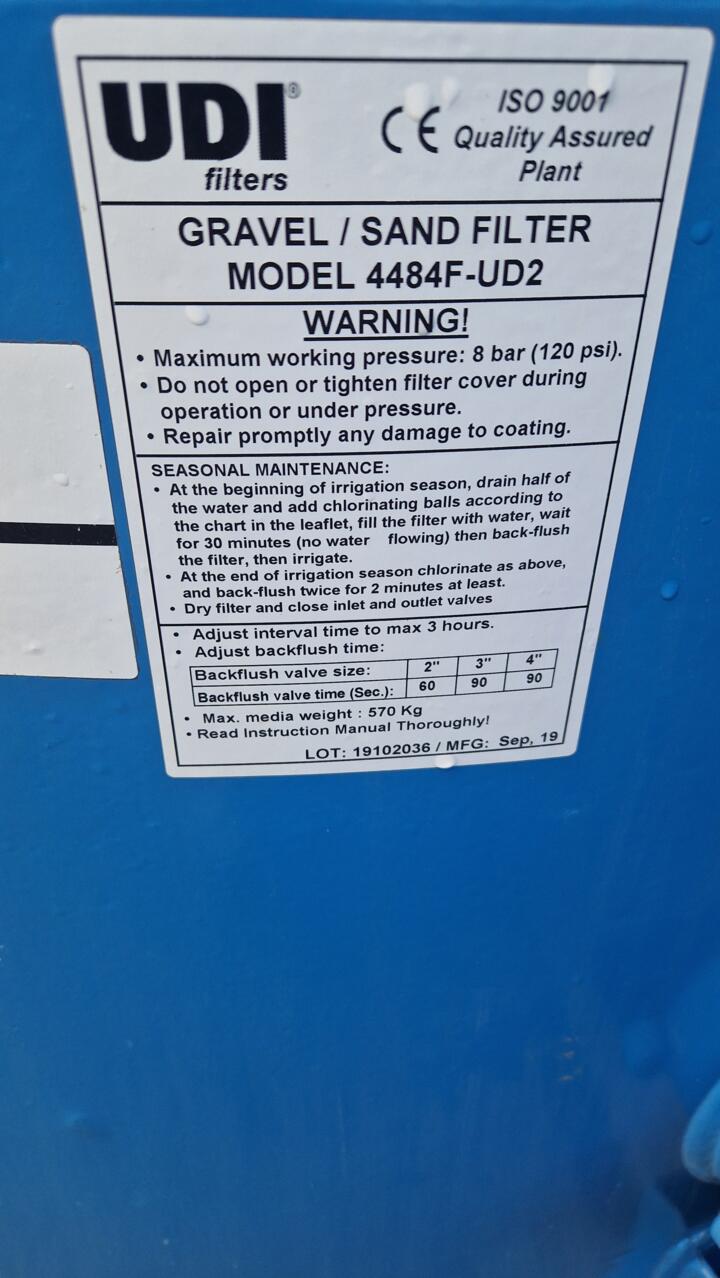 UDI®
filters
CE
ISO 9001
Quality Assured
Plant
GRAVEL / SAND FILTER
MODEL 4484F-UD2
WARNING!
• Maximum working pressure: 8 bar (120 psi).
• Do not open or tighten filter cover during
operation or under pressure.
• Repair promptly any damage to coating.
SEASONAL MAINTENANCE:
• At the beginning of irrigation season, drain half of
the water and add chlorinating balls according to
the chart in the leaflet, fill the filter with water, wait
for 30 minutes (no water flowing) then back-flush
the filter, then irrigate.
• At the end of irrigation season chlorinate as above,
and back-flush twice for 2 minutes at least.
• Dry filter and close inlet and outlet valves
• Adjust interval time to max 3 hours.
• Adjust backflush time:
Backflush valve size: 2" 3" 4"
Backflush valve time (Sec.): 60 90 90
• Max. media weight : 570 Kg
• Read Instruction Manual Thoroughly!
LOT: 19102036 / MFG: Sep, 19